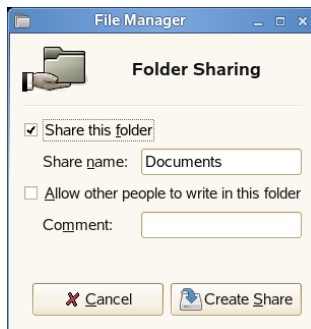 File Manager
Folder Sharing
Share this folder
Share name: Documents
Allow other people to write in this folder
Comment:
Cancel Create Share